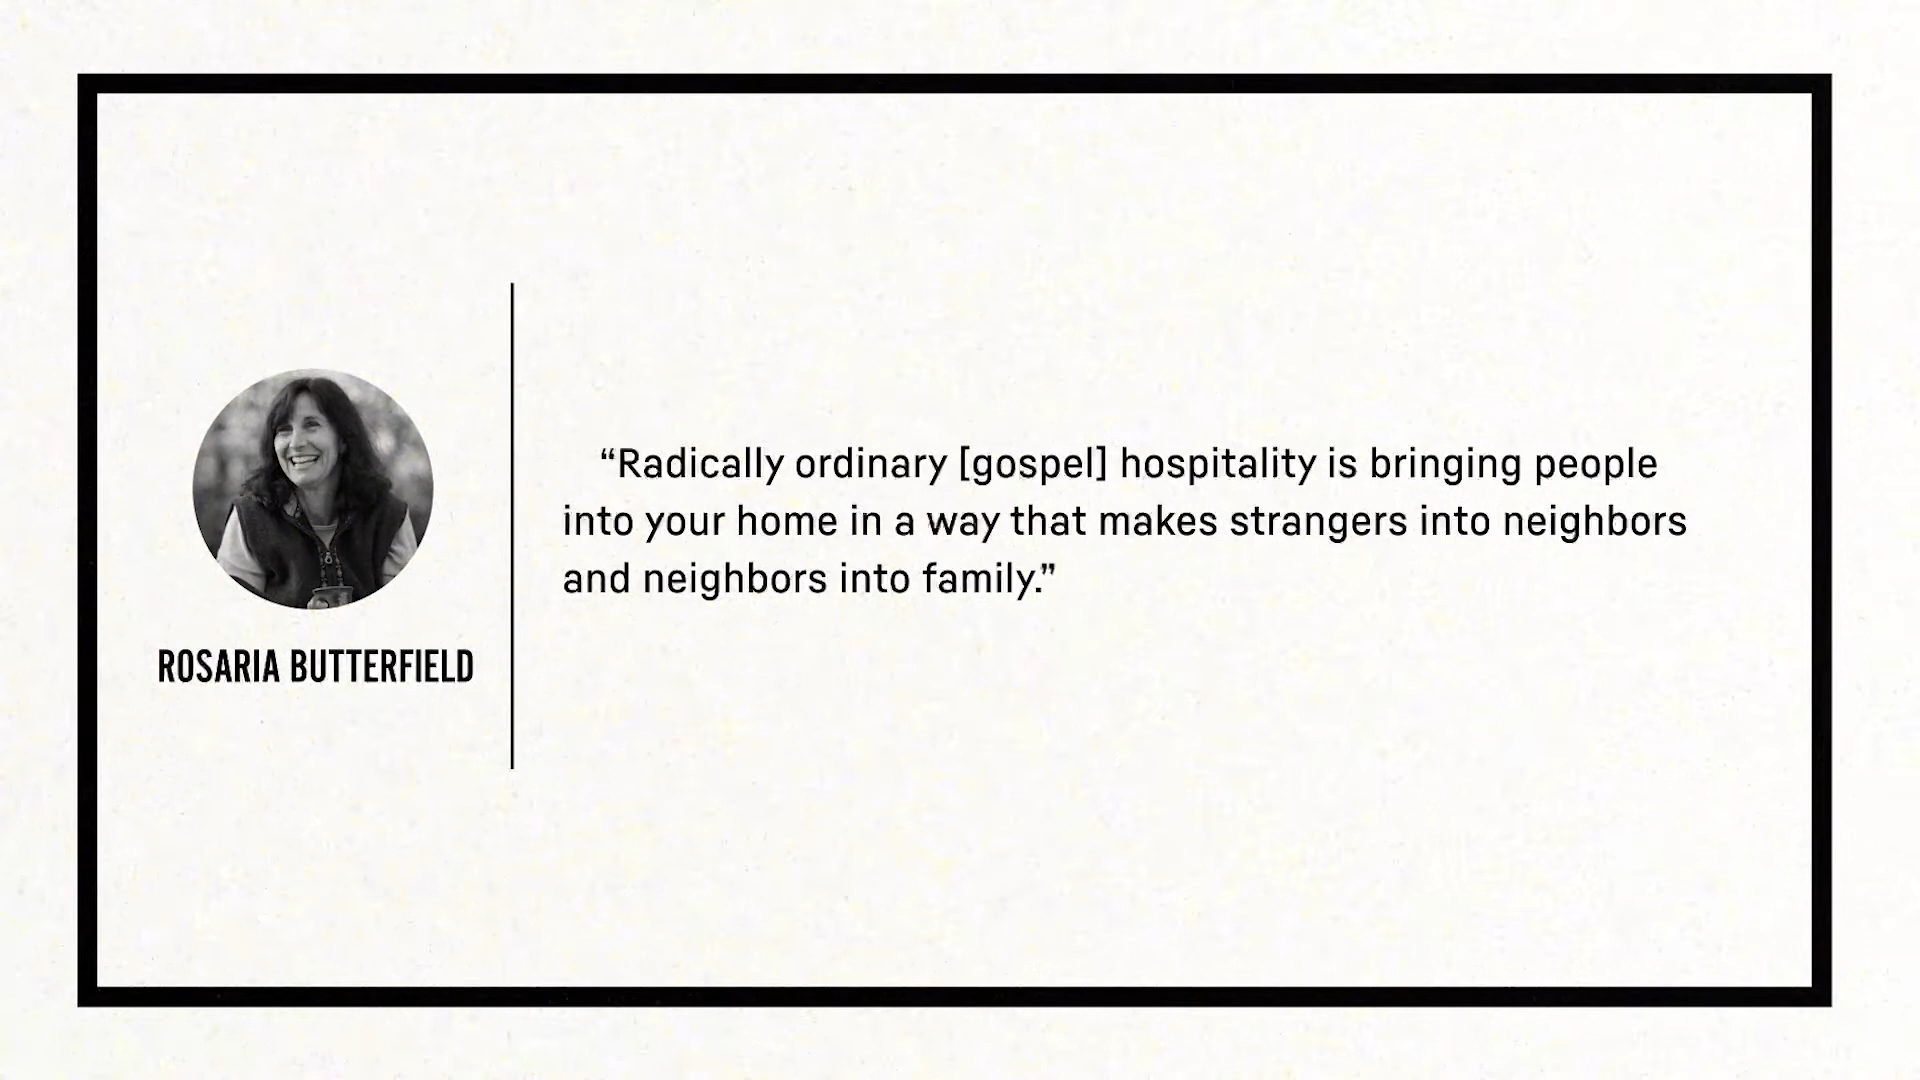 “Radically ordinary [gospel] hospitality is bringing people
into your home in a way that makes strangers into neighbors
and neighbors into family.”
ROSARIA BUTTERFIELD